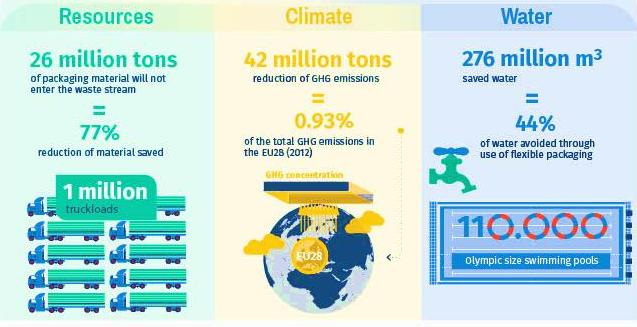 Resources
26 million tons
of packaging material will not
enter the waste stream
=
77%
reduction of material saved
1 million
truckloads
Climate
42 million tons
reduction of GHG emissions
=
0.93%
of the total GHG emissions in
the EU28 (2012)
GHG concentration
EU28
Water
276 million m³
saved water
=
44%
of water avoided through
use of flexible packaging
110.000
Olympic size swimming pools